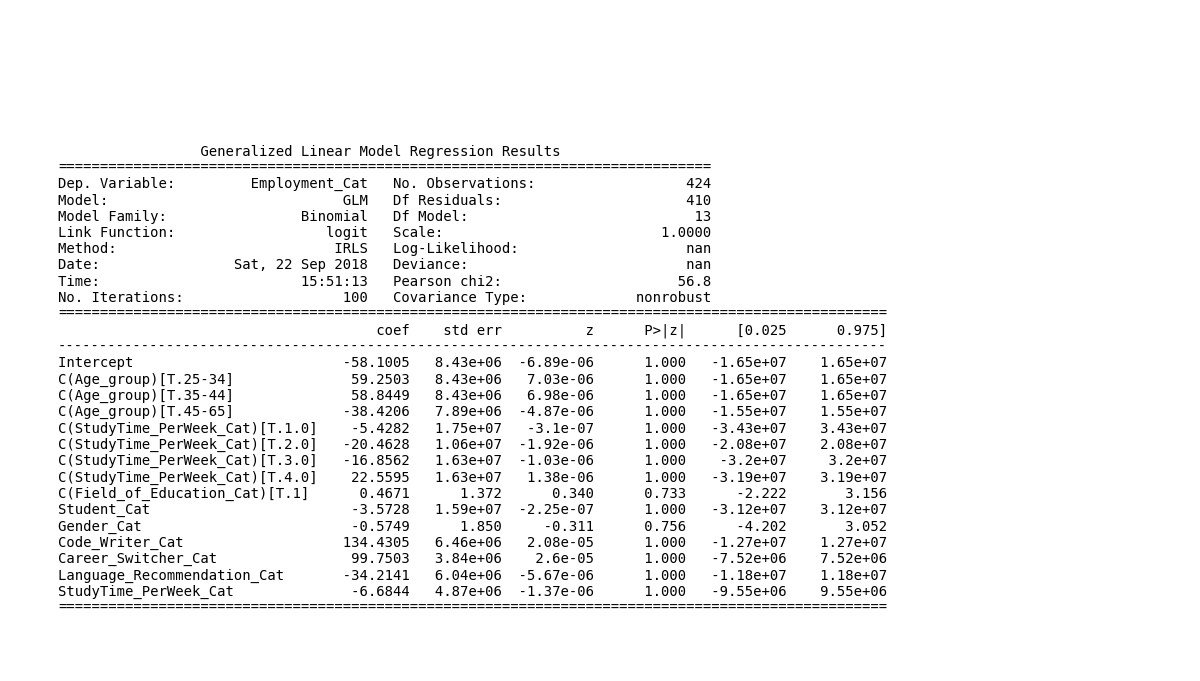 Generalized Linear Model Regression Results
==============================================================================
Dep. Variable:         Employment_Cat   No. Observations:                  424
Model:                            GLM   Df Residuals:                      410
Model Family:                Binomial   Df Model:                           13
Link Function:                  logit   Scale:                          1.0000
Method:                          IRLS   Log-Likelihood:                    nan
Date:                Sat, 22 Sep 2018   Deviance:                          nan
Time:                        15:51:13   Pearson chi2:                     56.8
No. Iterations:                   100   Covariance Type:             nonrobust
===================================================================================================
                                      coef    std err          z      P>|z|      [0.025      0.975]
---------------------------------------------------------------------------------------------------
Intercept                         -58.1005   8.43e+06  -6.89e-06      1.000   -1.65e+07    1.65e+07
C(Age_group)[T.25-34]              59.2503   8.43e+06   7.03e-06      1.000   -1.65e+07    1.65e+07
C(Age_group)[T.35-44]              58.8449   8.43e+06   6.98e-06      1.000   -1.65e+07    1.65e+07
C(Age_group)[T.45-65]             -38.4206   7.89e+06  -4.87e-06      1.000   -1.55e+07    1.55e+07
C(StudyTime_PerWeek_Cat)[T.1.0]    -5.4282   1.75e+07   -3.1e-07      1.000   -3.43e+07    3.43e+07
C(StudyTime_PerWeek_Cat)[T.2.0]   -20.4628   1.06e+07  -1.92e-06      1.000   -2.08e+07    2.08e+07
C(StudyTime_PerWeek_Cat)[T.3.0]   -16.8562   1.63e+07  -1.03e-06      1.000    -3.2e+07     3.2e+07
C(StudyTime_PerWeek_Cat)[T.4.0]    22.5595   1.63e+07   1.38e-06      1.000   -3.19e+07    3.19e+07
C(Field_of_Education_Cat)[T.1]      0.4671      1.372      0.340      0.733      -2.222       3.156
Student_Cat                        -3.5728   1.59e+07  -2.25e-07      1.000   -3.12e+07    3.12e+07
Gender_Cat                         -0.5749      1.850     -0.311      0.756      -4.202       3.052
Code_Writer_Cat                   134.4305   6.46e+06   2.08e-05      1.000   -1.27e+07    1.27e+07
Career_Switcher_Cat                99.7503   3.84e+06    2.6e-05      1.000   -7.52e+06    7.52e+06
Language_Recommendation_Cat       -34.2141   6.04e+06  -5.67e-06      1.000   -1.18e+07    1.18e+07
StudyTime_PerWeek_Cat              -6.6844   4.87e+06  -1.37e-06      1.000   -9.55e+06    9.55e+06
===================================================================================================